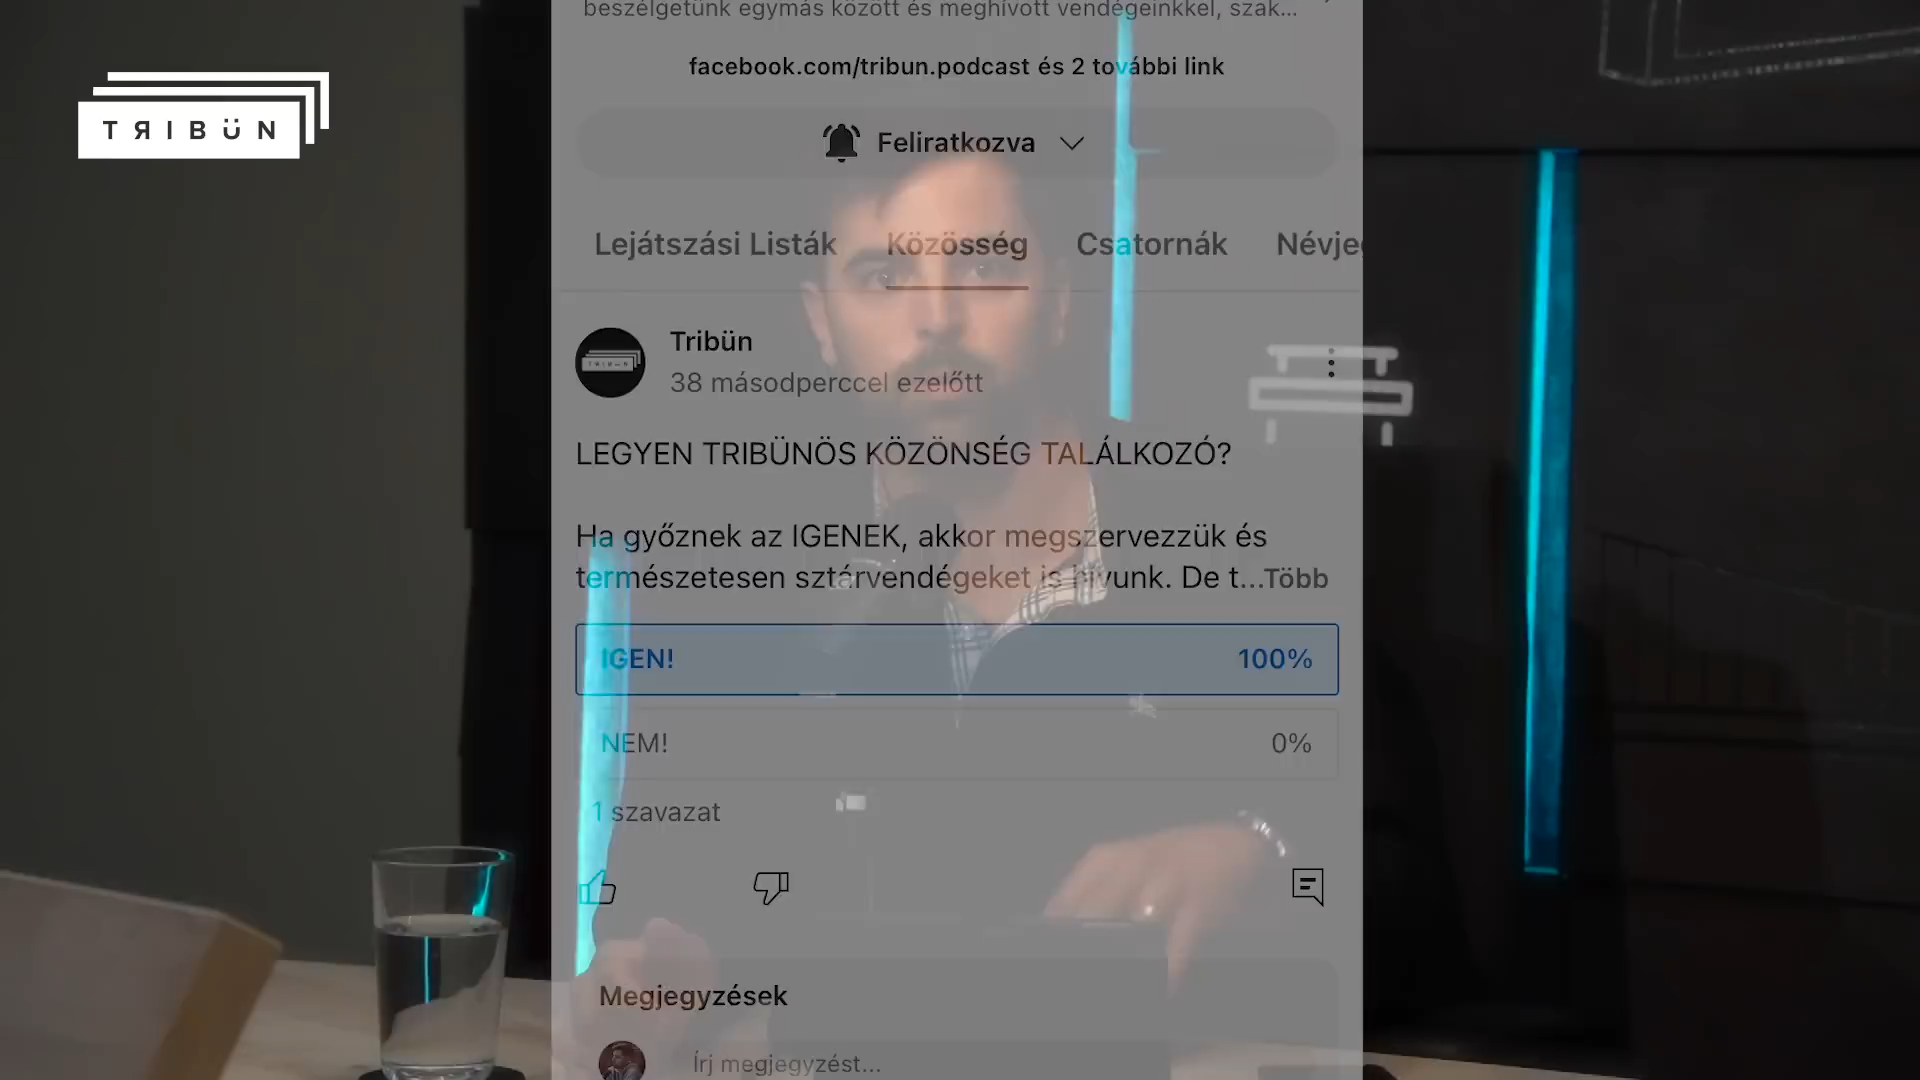 beszélgetünk egymás között és meghívott vendégeinkkel, szak...
TRIBÜN
facebook.com/tribun.podcast és 2 további link
Feliratkozva
Lejátszási Listák Közösség Csatornák Névje
Tribün
38 másodperccel ezelőtt
LEGYEN TRIBÜNÖS KÖZÖNSÉG TALÁLKOZÓ?
Ha győznek az IGENEK, akkor megszervezzük és
természetesen sztárvendégeket is hívunk. De t...Több
IGEN! 100%
NEM! 0%
1 szavazat
Megjegyzések
Írj megjegyzést...